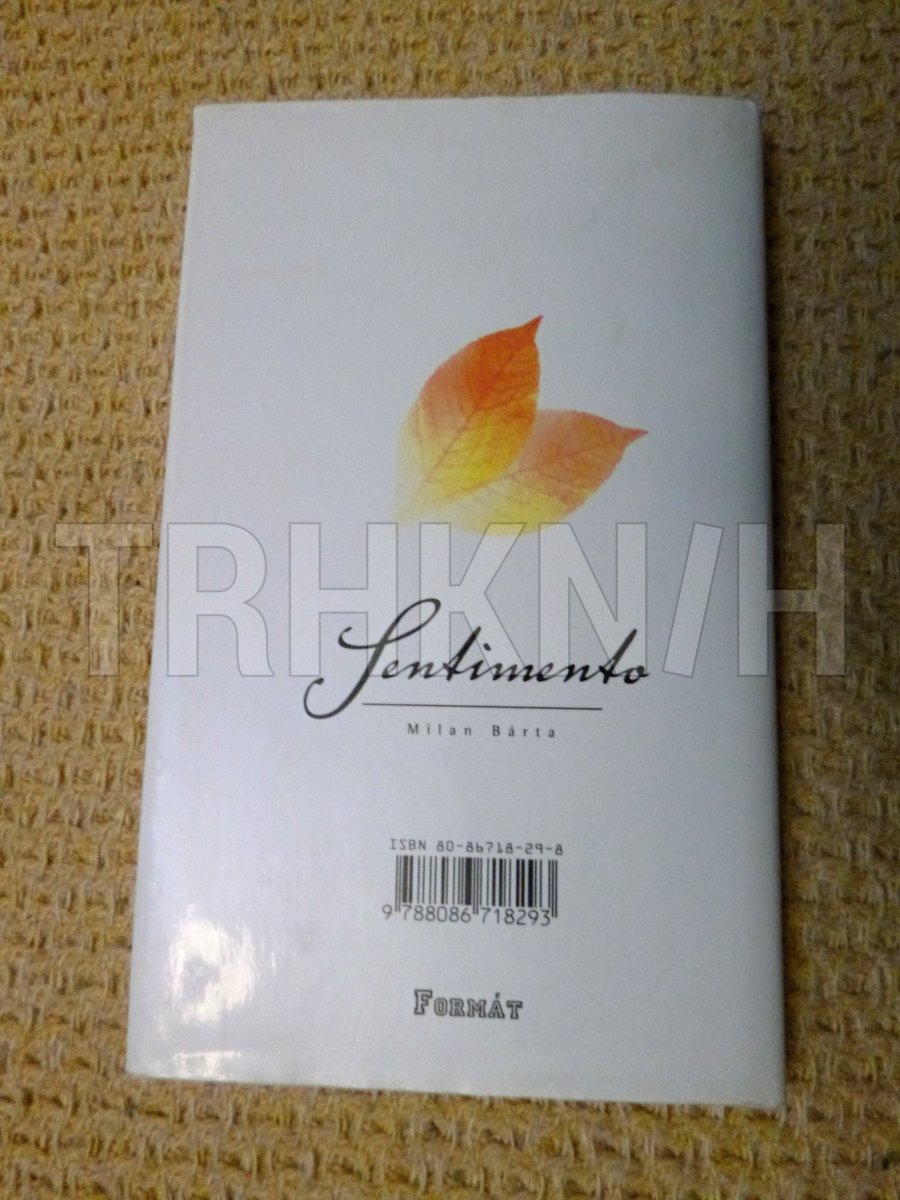 TRHKNIH
Sentimento
Milan Bárta
ISBN 80-86718-29-8
9 788086 718293
FORMÁT